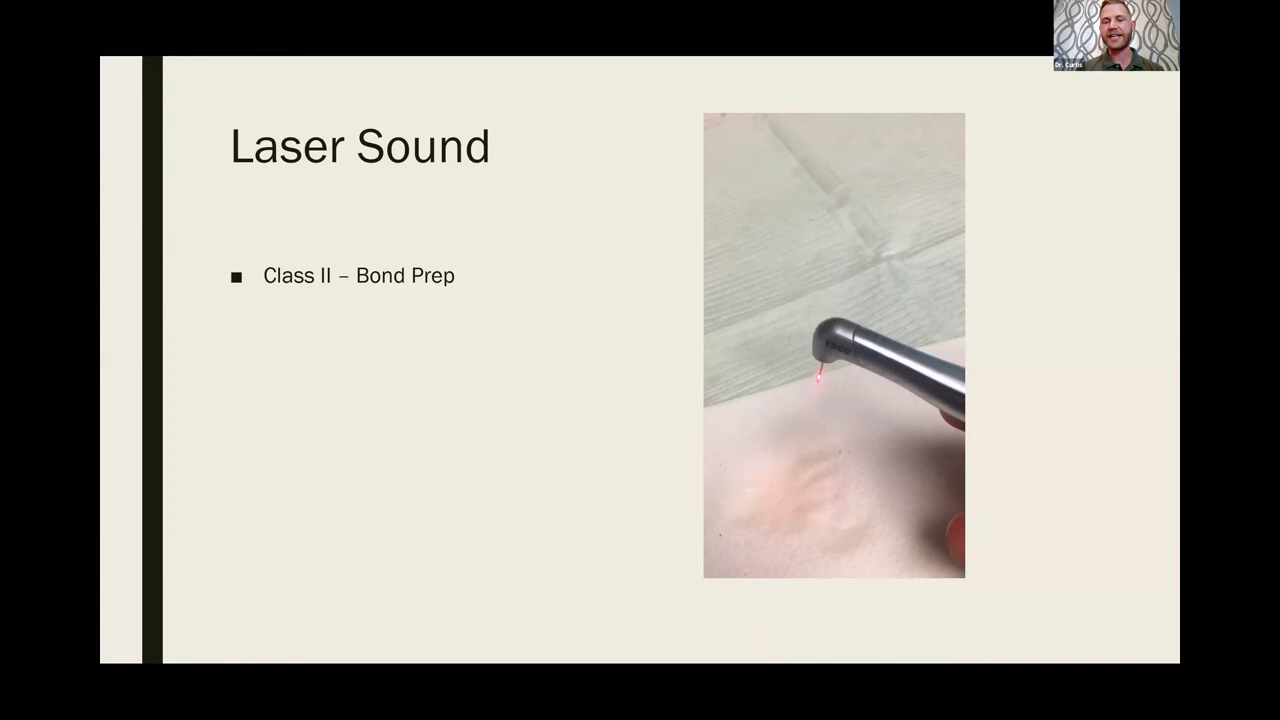 Dr. Curtis
Laser Sound
■ Class II – Bond Prep